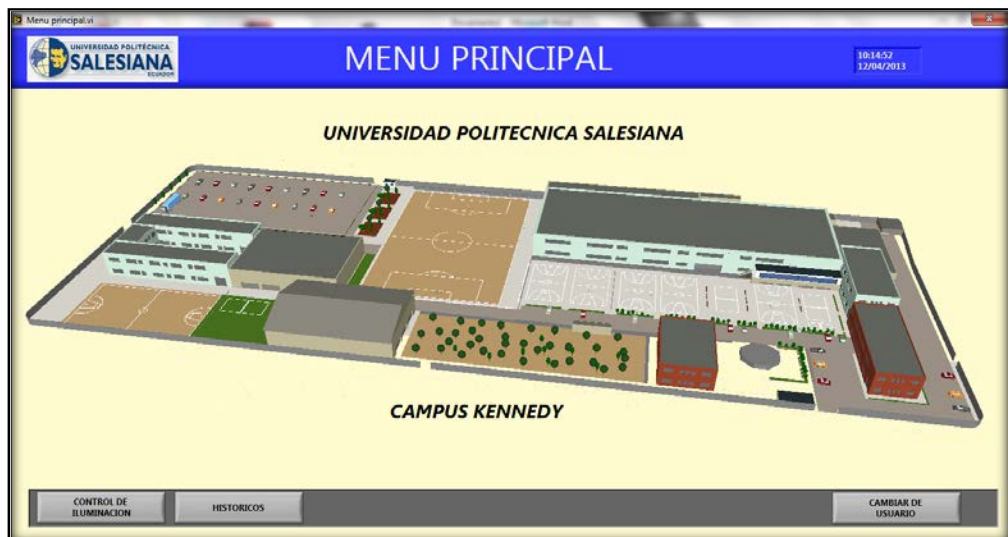 Menu principal.vi
UNIVERSIDAD POLITÉCNICA
SALESIANA
ECUADOR
MENU PRINCIPAL
10:14:52
12/04/2013
UNIVERSIDAD POLITECNICA SALESIANA
CAMPUS KENNEDY
CONTROL DE
ILUMINACION
HISTORICOS
CAMBIAR DE
USUARIO